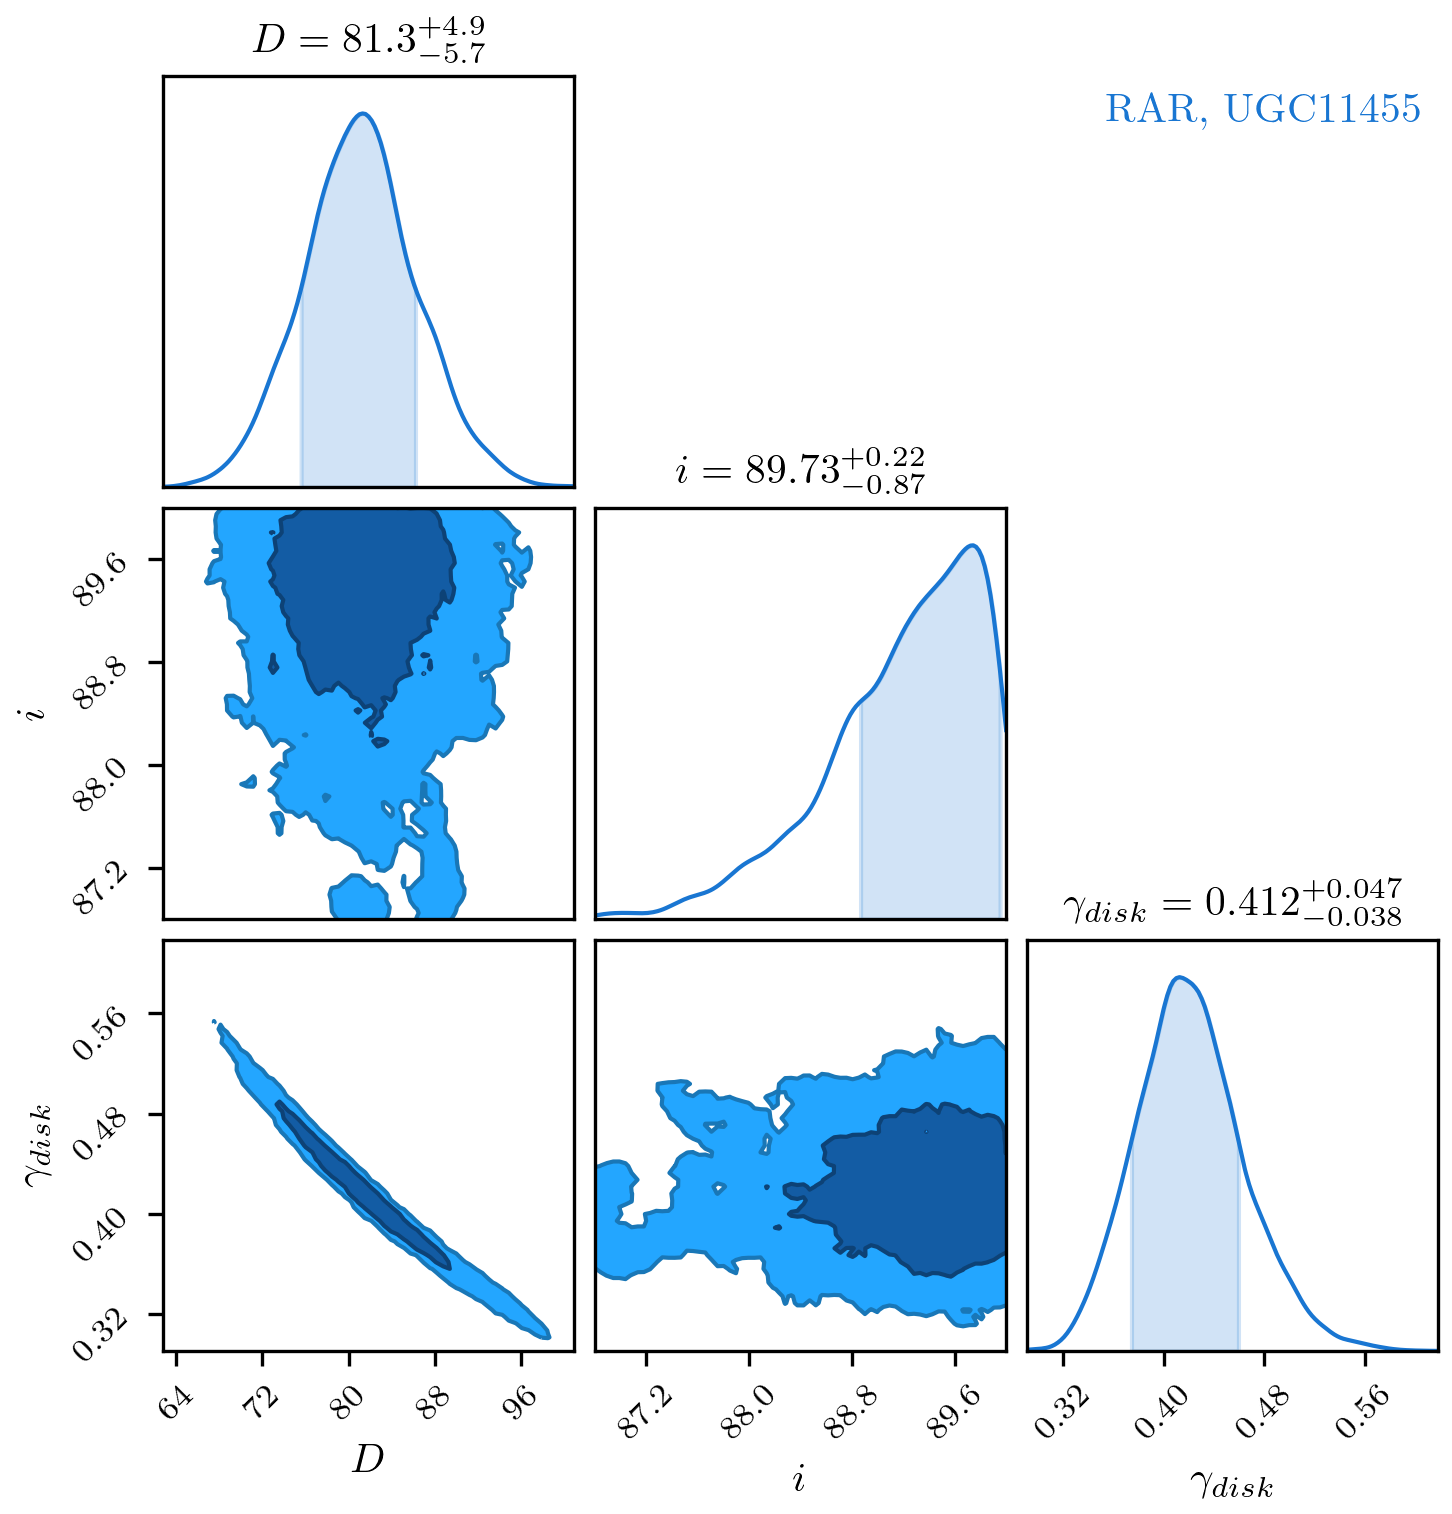 D = 81.3^{+4.9}_{-5.7}
RAR, UGC11455
i = 89.73^{+0.22}_{-0.87}
89.6
88.8
88.0
87.2
i
γ_{disk} = 0.412^{+0.047}_{-0.038}
0.56
0.48
0.40
0.32
γ_{disk}
64 72 80 88 96
87.2 88.0 88.8 89.6
0.32 0.40 0.48 0.56
D
i
γ_{disk}